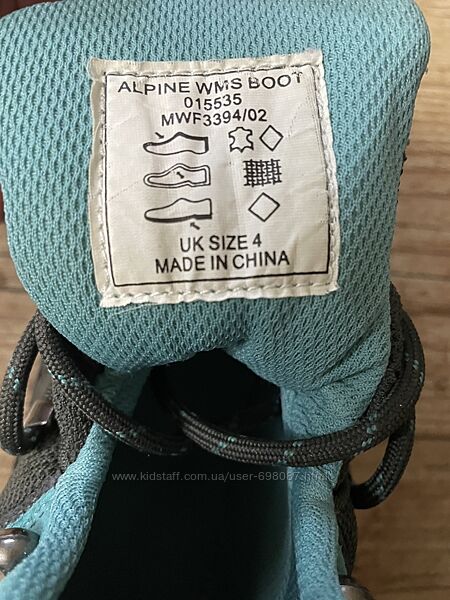 ALPINE WMS BOOT
015535
MWF3394/02
UK SIZE 4
MADE IN CHINA